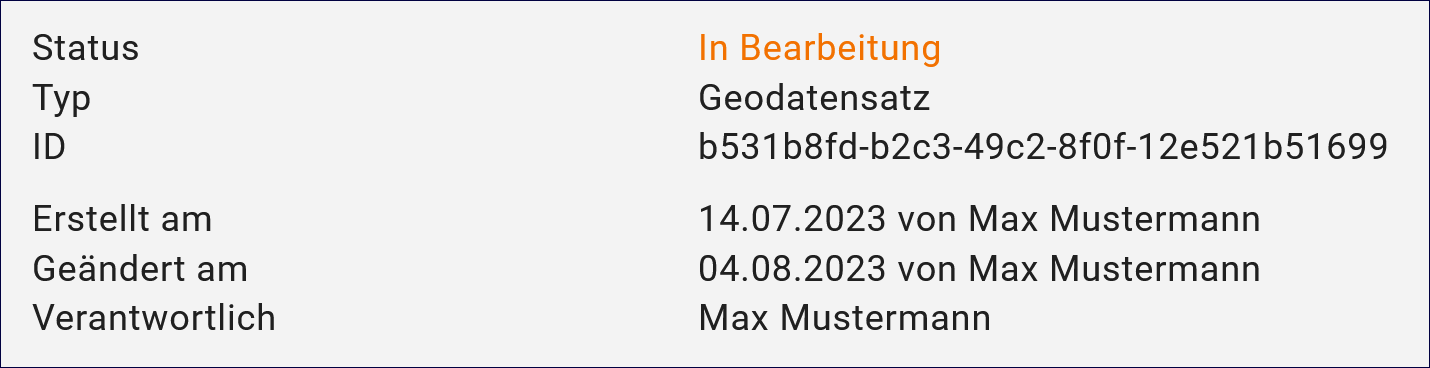 Status In Bearbeitung
Typ Geodatensatz
ID b531b8fd-b2c3-49c2-8f0f-12e521b51699
Erstellt am 14.07.2023 von Max Mustermann
Geändert am 04.08.2023 von Max Mustermann
Verantwortlich Max Mustermann